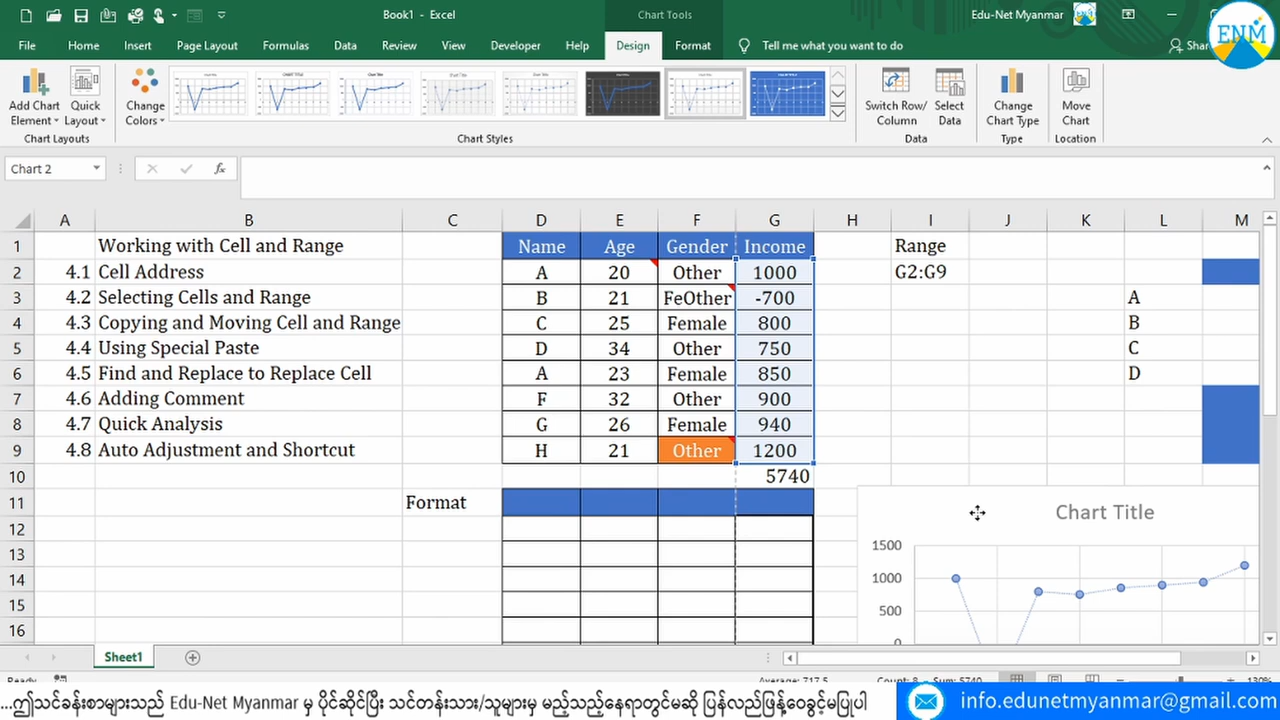 Book1 - Excel
Chart Tools
Edu-Net Myanmar
ENM
File Home Insert Page Layout Formulas Data Review View Developer Help Design Format Tell me what you want to do
Add Chart Element
Quick Layout
Change Colors
Switch Row/ Column
Select Data
Change Chart Type
Move Chart
Chart Layouts
Chart Styles
Data
Type
Location
Chart 2
fx
A B C D E F G H I J K L M
1 Working with Cell and Range Name Age Gender Income Range
2 4.1 Cell Address A 20 Other 1000 G2:G9
3 4.2 Selecting Cells and Range B 21 FeOther -700 A
4 4.3 Copying and Moving Cell and Range C 25 Female 800 B
5 4.4 Using Special Paste D 34 Other 750 C
6 4.5 Find and Replace to Replace Cell A 23 Female 850 D
7 4.6 Adding Comment F 32 Other 900
8 4.7 Quick Analysis G 26 Female 940
9 4.8 Auto Adjustment and Shortcut H 21 Other 1200
10 5740
11 Format
12
13
14
15
16
Chart Title
1500
1000
500
Sheet1
Average: 717.5 Count: 8 Sum: 5740 130%
...ဤသင်ခန်းစာများသည် Edu-Net Myanmar မှ ပိုင်ဆိုင်ပြီး သင်တန်းသား/သူများမှ မည်သည့်နေရာတွင်မဆို ပြန်လည်ဖြန့်ဝေခွင့်မပြုပါ
info.edunetmyanmar@gmail.com